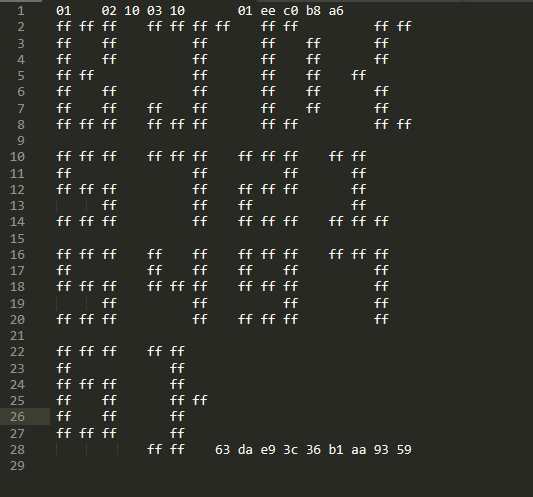 1 01    02 10 03 10       01 ee c0 b8 a6
2 ff ff ff    ff ff ff ff    ff ff          ff ff
3 ff    ff          ff       ff    ff       ff
4 ff    ff          ff       ff    ff       ff
5 ff ff             ff       ff    ff    ff
6 ff    ff          ff       ff    ff       ff
7 ff    ff    ff    ff       ff    ff       ff
8 ff ff ff    ff ff ff       ff ff          ff ff
9
10 ff ff ff    ff ff ff    ff ff ff    ff ff
11 ff                ff          ff       ff
12 ff ff ff          ff    ff ff ff       ff
13       ff          ff    ff             ff
14 ff ff ff          ff    ff ff ff    ff ff ff
15
16 ff ff ff    ff    ff    ff ff ff    ff ff ff
17 ff          ff    ff    ff    ff          ff
18 ff ff ff    ff ff ff    ff ff ff          ff
19       ff          ff          ff          ff
20 ff ff ff          ff    ff ff ff          ff
21
22 ff ff ff    ff ff
23 ff             ff
24 ff ff ff       ff
25 ff    ff       ff ff
26 ff    ff       ff
27 ff ff ff       ff
28             ff ff    63 da e9 3c 36 b1 aa 93 59
29